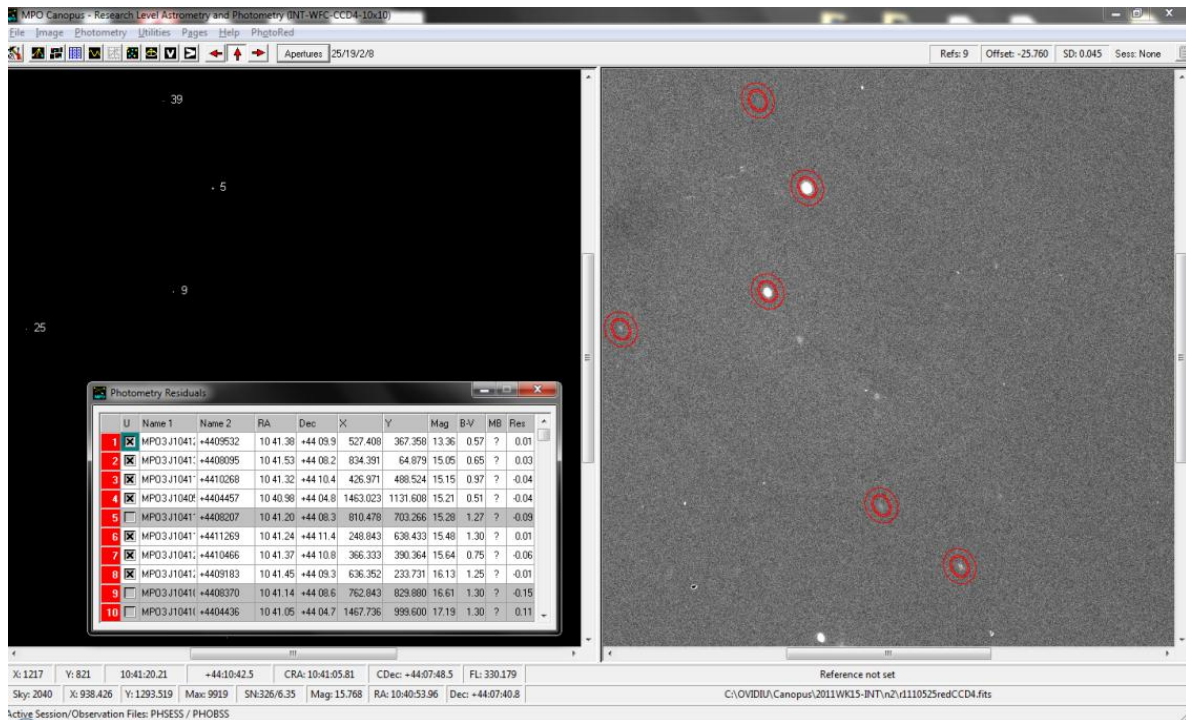 MPO Canopus - Research Level Astrometry and Photometry (INT-WFC-CCD4-10x10)
File Image Photometry Utilities Pages Help PhotoRed
Apertures 25/19/2/8 Refs: 9 Offset: -25.760 SD: 0.045 Sess: None
39
5
9
25
Photometry Residuals
U Name 1 Name 2 RA Dec X Y Mag B-V MB Res
1 MPO3 J1041 +4409532 10 41.38 +44 09.9 527.408 367.358 13.36 0.57 ? 0.01
2 MPO3 J1041 +4408095 10 41.53 +44 08.2 834.391 64.879 15.05 0.65 ? 0.03
3 MPO3 J1041 +4410268 10 41.32 +44 10.4 426.971 488.524 15.15 0.97 ? -0.04
4 MPO3 J1040 +4404457 10 40.98 +44 04.8 1463.023 1131.608 15.21 0.51 ? -0.04
5 MPO3 J1041 +4408207 10 41.20 +44 08.3 810.478 703.266 15.28 1.27 ? -0.09
6 MPO3 J1041 +4411269 10 41.24 +44 11.4 248.843 638.433 15.48 1.30 ? 0.01
7 MPO3 J1041 +4410466 10 41.37 +44 10.8 366.333 390.364 15.64 0.75 ? -0.06
8 MPO3 J1041 +4409183 10 41.45 +44 09.3 636.352 233.731 16.13 1.25 ? -0.01
9 MPO3 J1041 +4408370 10 41.14 +44 08.6 762.843 829.880 16.61 1.30 ? -0.15
10 MPO3 J1041 +4404436 10 41.05 +44 04.7 1467.736 999.600 17.19 1.30 ? 0.11
X: 1217 Y: 821 10:41:20.21 +44:10:42.5 CRA: 10:41:05.81 CDec: +44:07:48.5 FL: 330.179 Reference not set
Sky: 2040 X: 938.426 Y: 1293.519 Max: 9919 SN:326/6.35 Mag: 15.768 RA: 10:40:53.96 Dec: +44:07:40.8 C:\OVIDIU\Canopus\2011WK15-INT\n2\r1110525redCCD4.fits
Active Session/Observation Files: PHSESS / PHOBSS